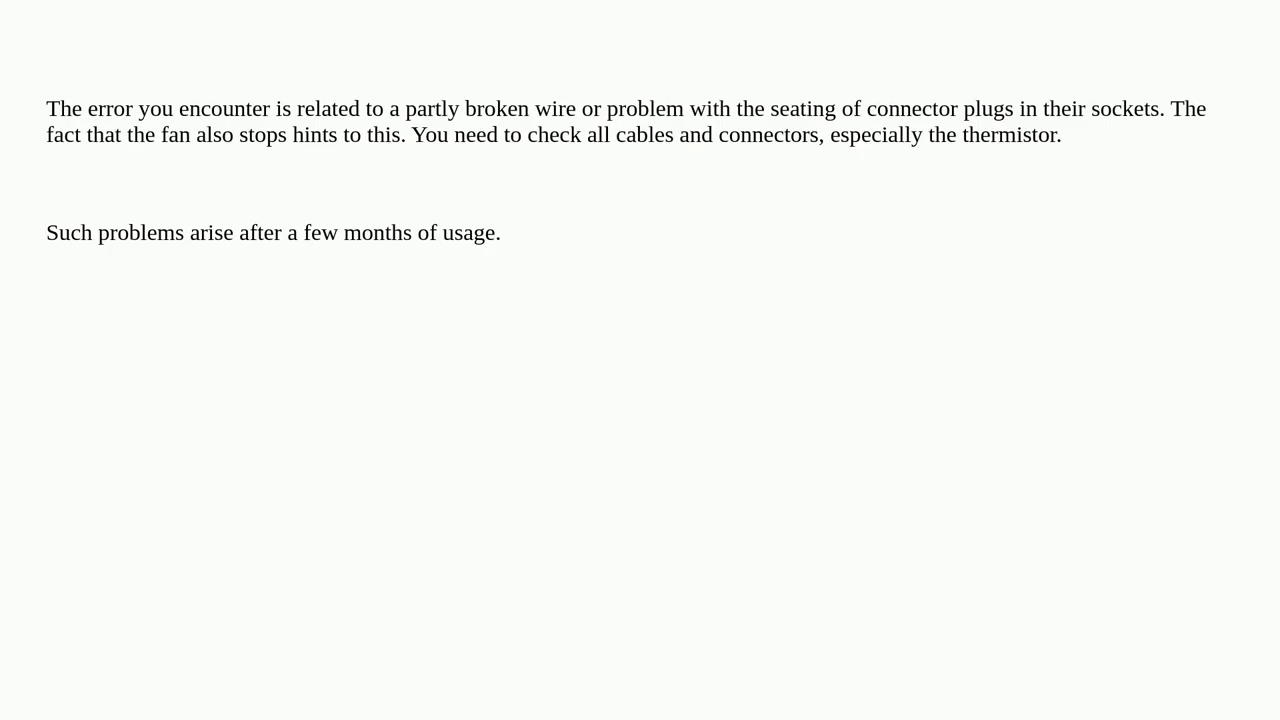 The error you encounter is related to a partly broken wire or problem with the seating of connector plugs in their sockets. The
fact that the fan also stops hints to this. You need to check all cables and connectors, especially the thermistor.
Such problems arise after a few months of usage.